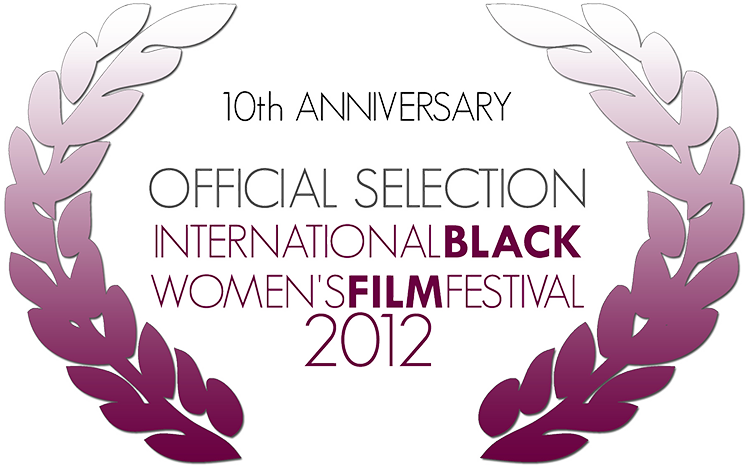 10th ANNIVERSARY
OFFICIAL SELECTION
INTERNATIONALBLACK
WOMEN'SFILMFESTIVAL
2012